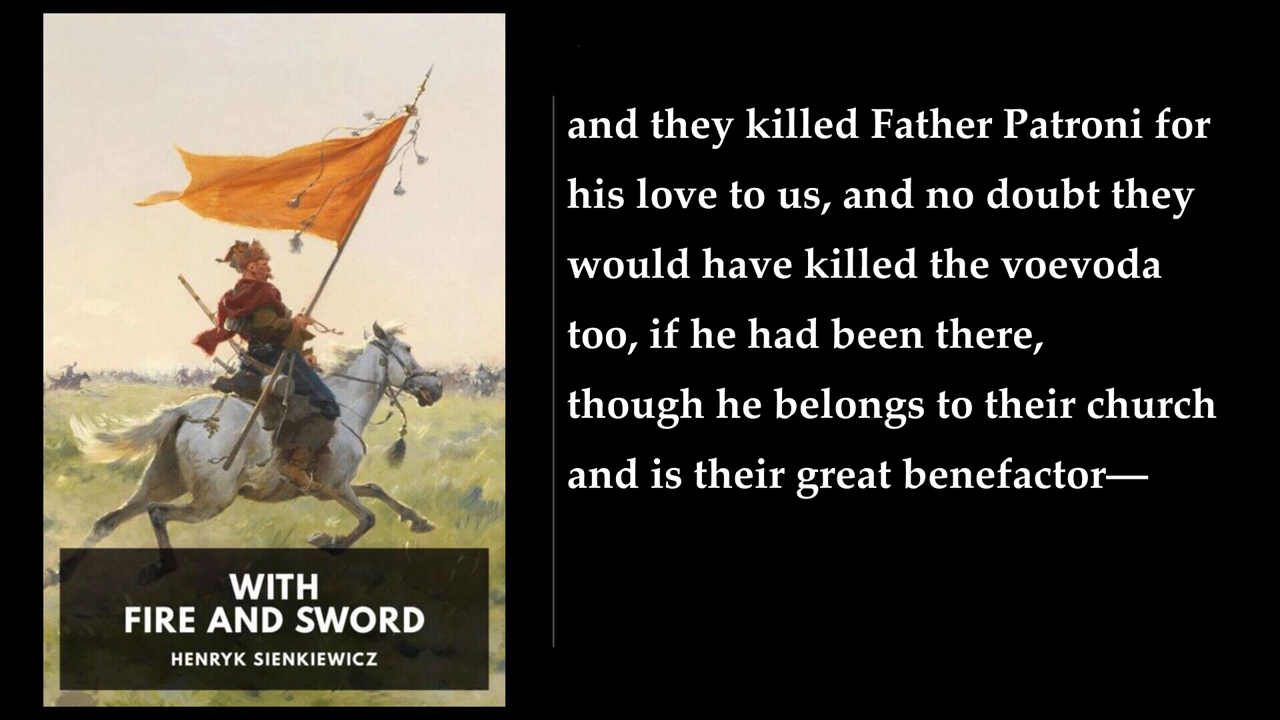 WITH
FIRE AND SWORD
HENRYK SIENKIEWICZ
and they killed Father Patroni for
his love to us, and no doubt they
would have killed the voevoda
too, if he had been there,
though he belongs to their church
and is their great benefactor—